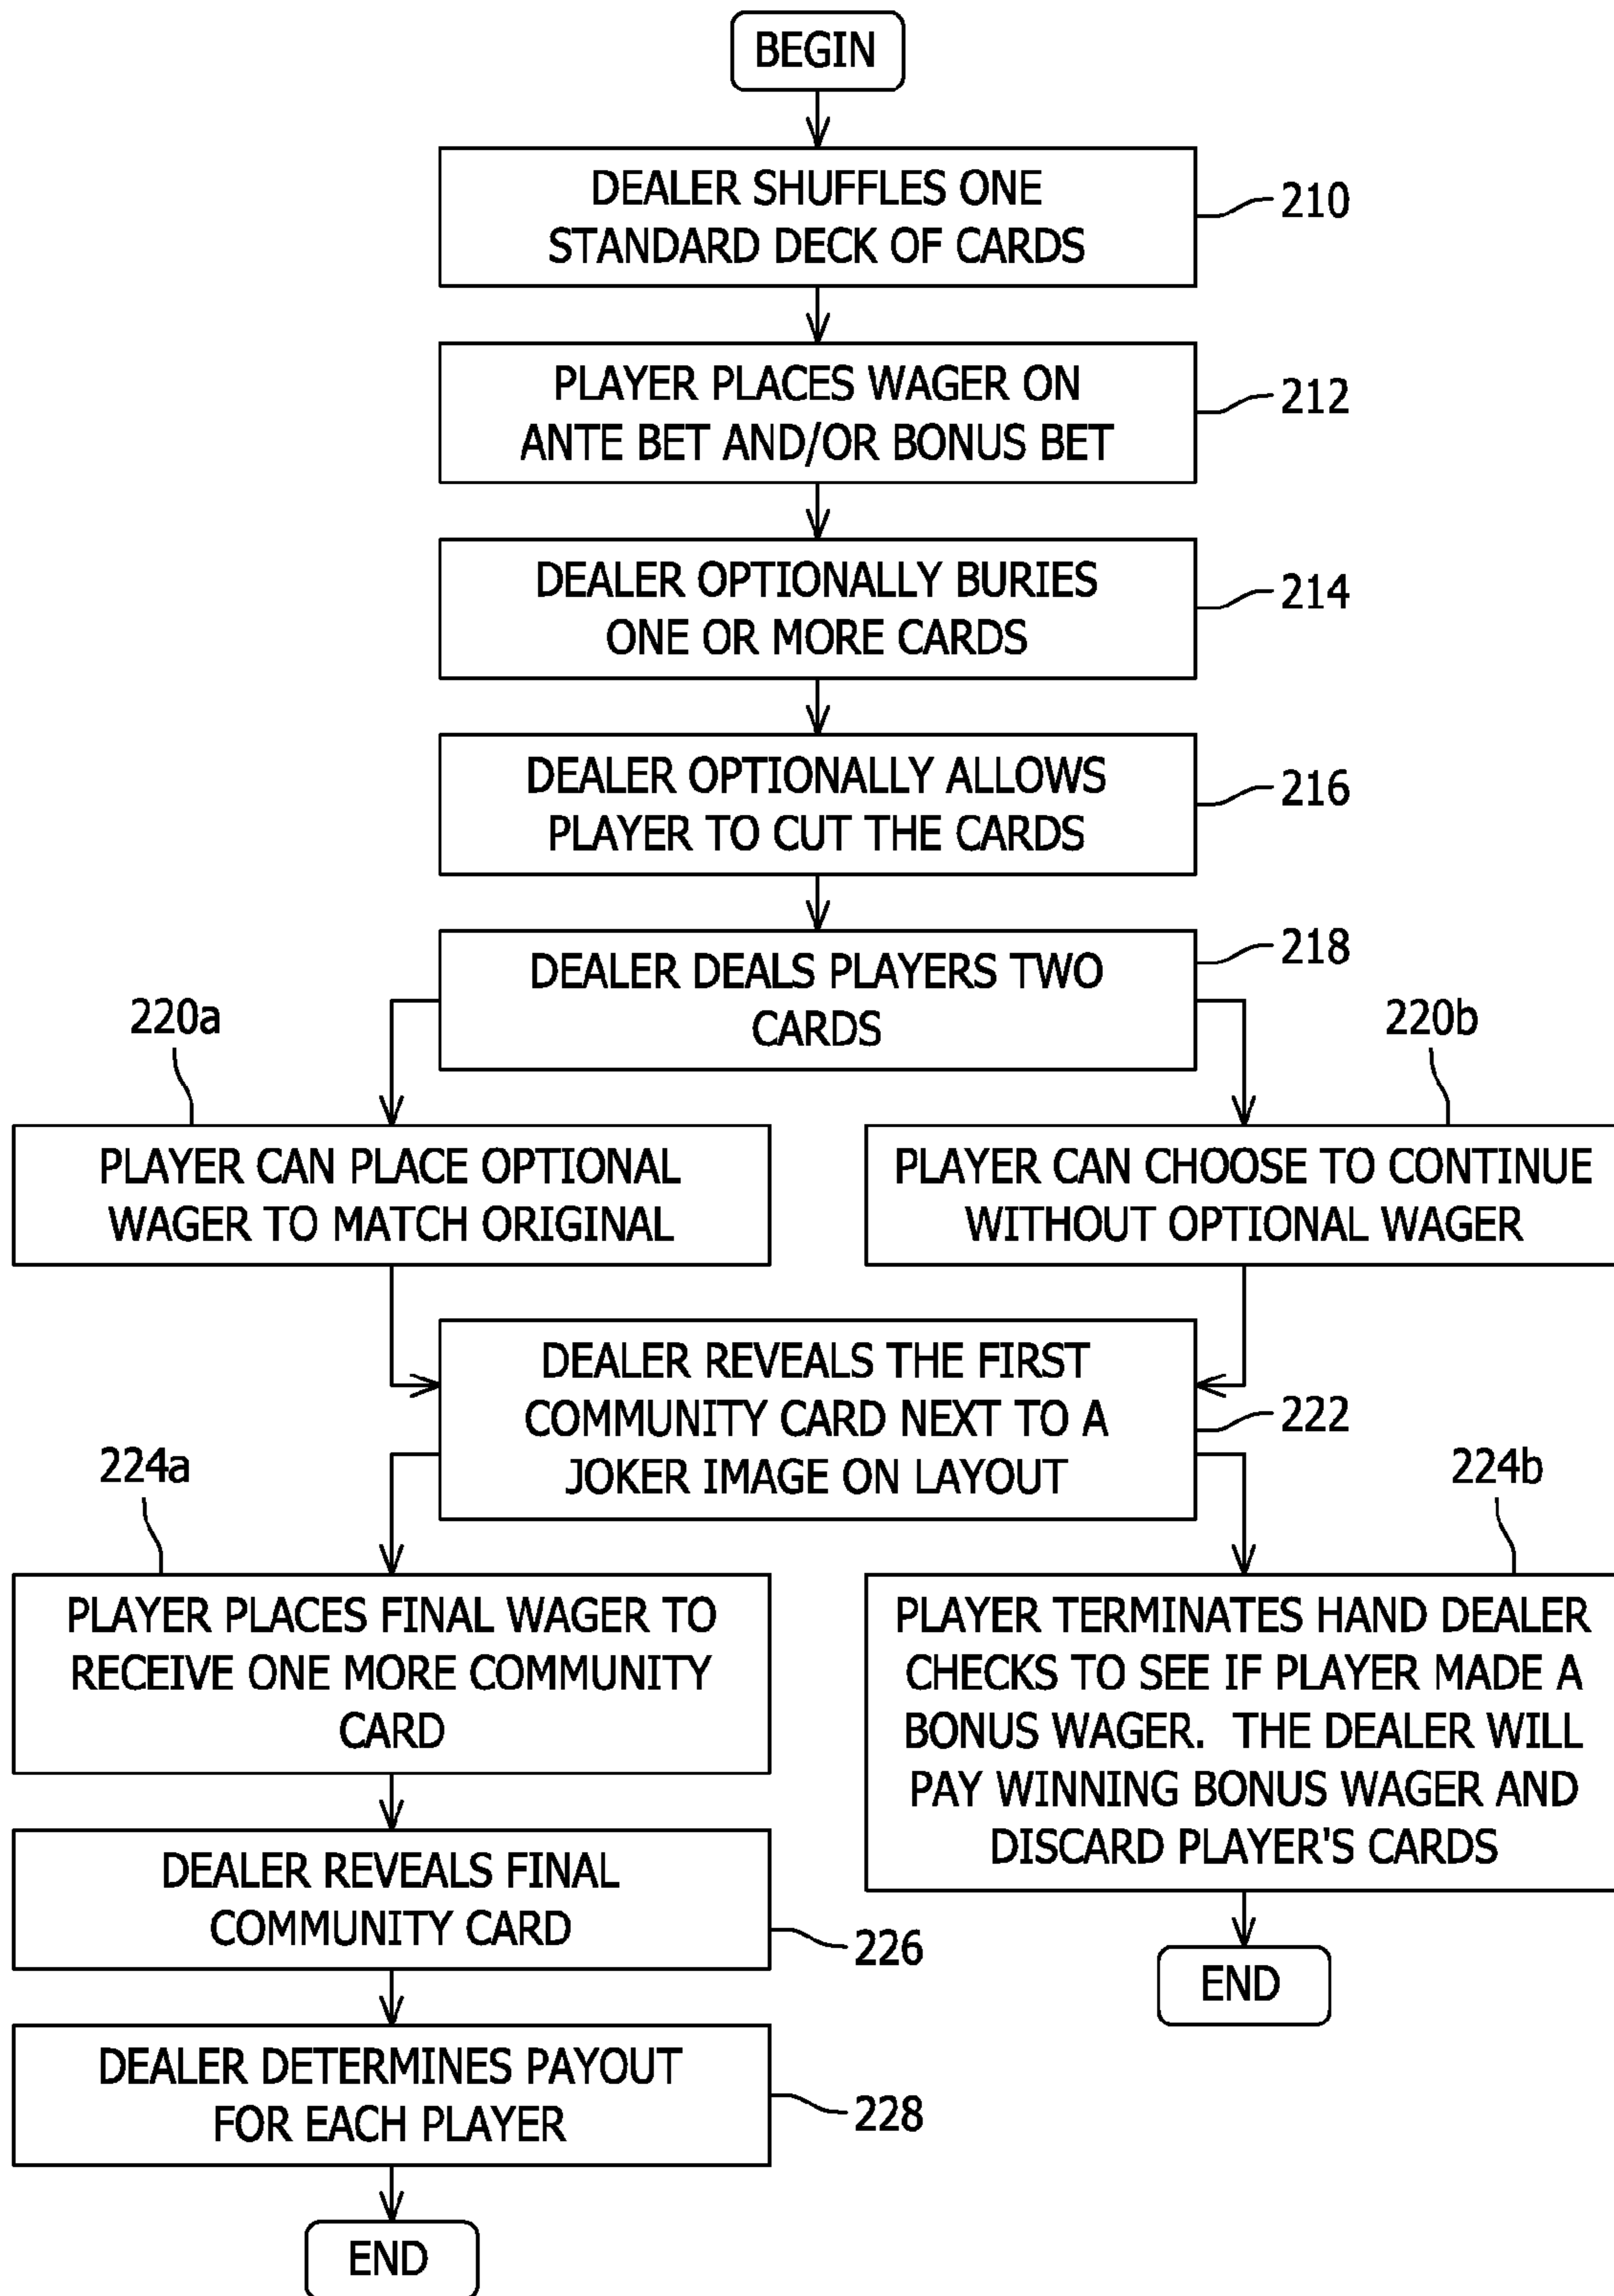 BEGIN
DEALER SHUFFLES ONE
STANDARD DECK OF CARDS
210
PLAYER PLACES WAGER ON
ANTE BET AND/OR BONUS BET
212
DEALER OPTIONALLY BURIES
ONE OR MORE CARDS
214
DEALER OPTIONALLY ALLOWS
PLAYER TO CUT THE CARDS
216
DEALER DEALS PLAYERS TWO
CARDS
218
220a
220b
PLAYER CAN PLACE OPTIONAL
WAGER TO MATCH ORIGINAL
PLAYER CAN CHOOSE TO CONTINUE
WITHOUT OPTIONAL WAGER
DEALER REVEALS THE FIRST
COMMUNITY CARD NEXT TO A
JOKER IMAGE ON LAYOUT
222
224a
224b
PLAYER PLACES FINAL WAGER TO
RECEIVE ONE MORE COMMUNITY
CARD
PLAYER TERMINATES HAND DEALER
CHECKS TO SEE IF PLAYER MADE A
BONUS WAGER. THE DEALER WILL
PAY WINNING BONUS WAGER AND
DISCARD PLAYER'S CARDS
DEALER REVEALS FINAL
COMMUNITY CARD
226
END
DEALER DETERMINES PAYOUT
FOR EACH PLAYER
228
END